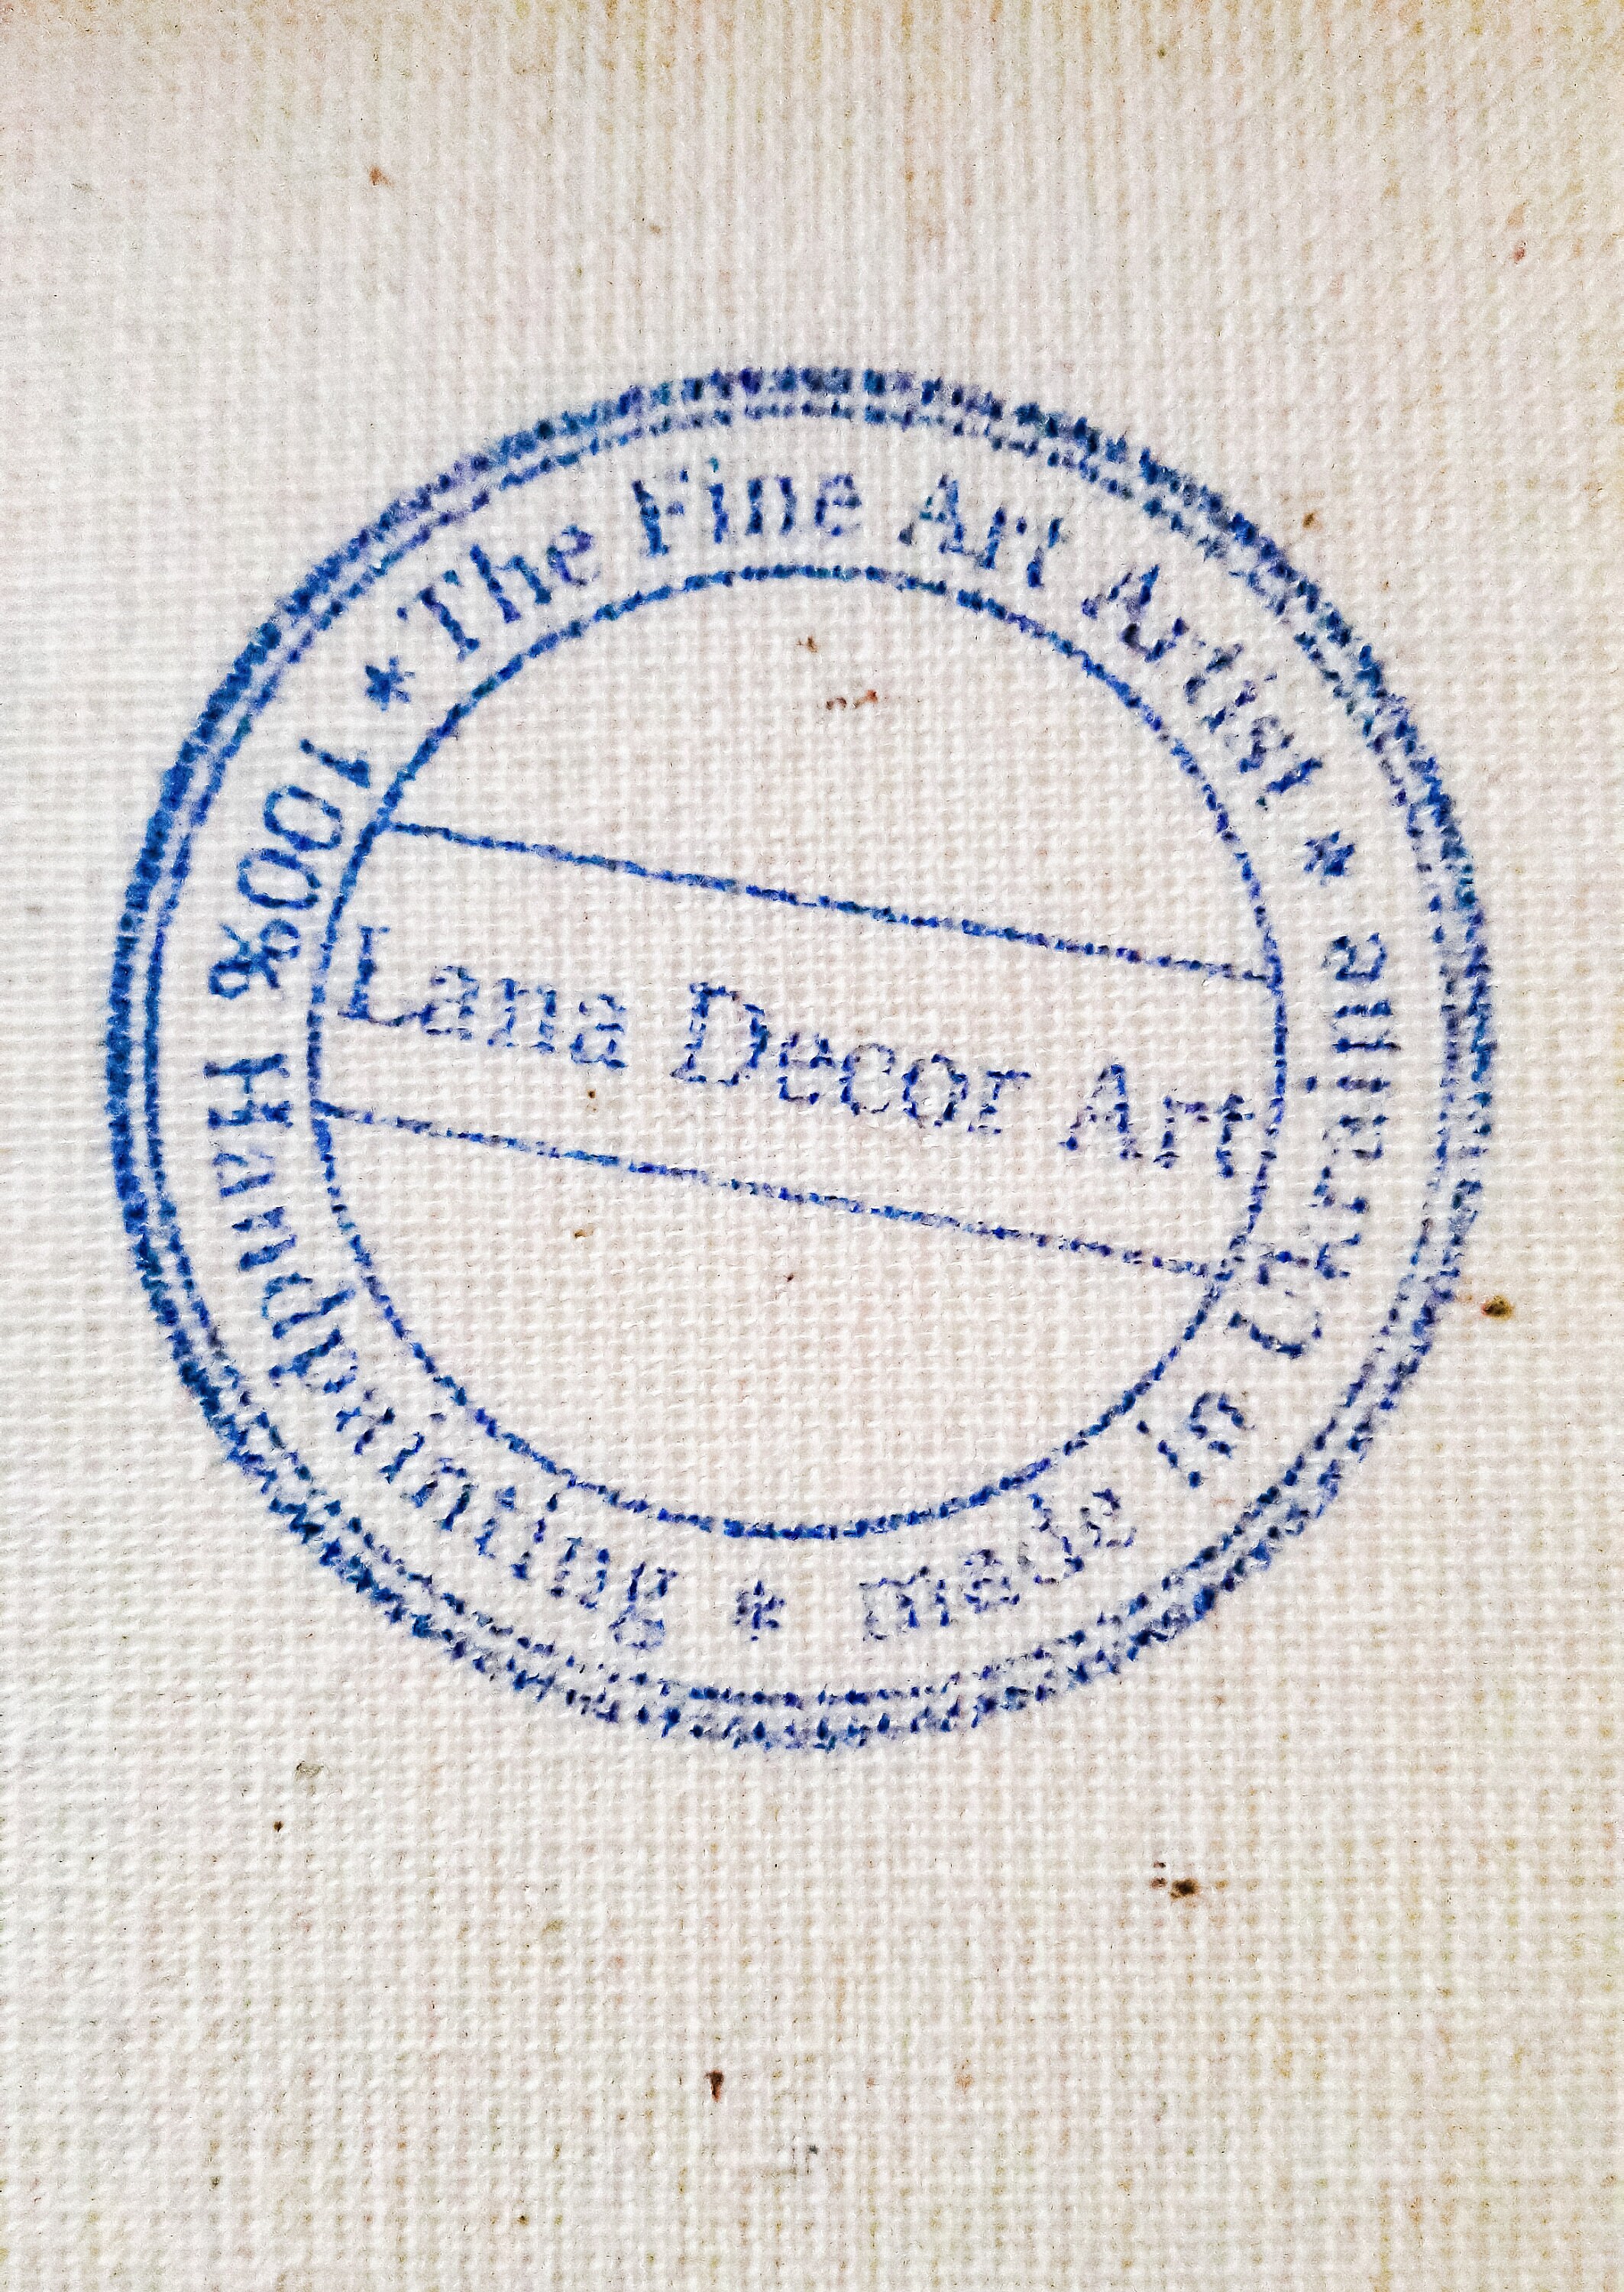 * The Fine Art Artist *
100% Handpainting * made in Ukraine
Lana Decor Art